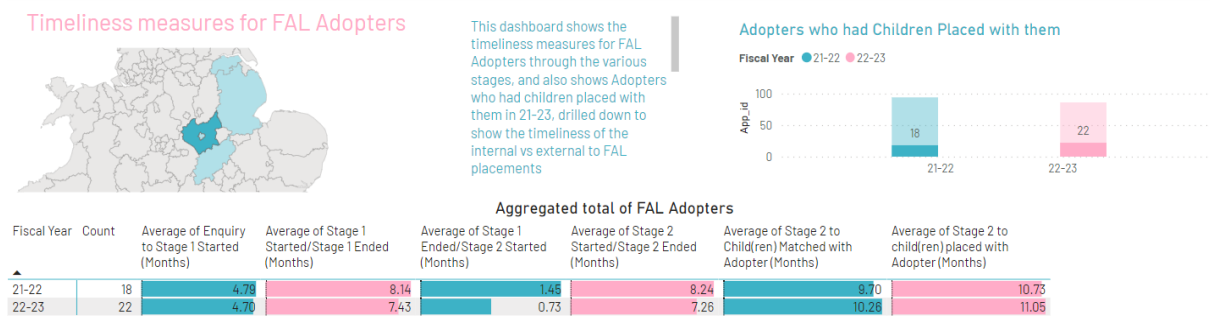 Timeliness measures for FAL Adopters
This dashboard shows the
timeliness measures for FAL
Adopters through the various
stages, and also shows Adopters
who had children placed with
them in 21-23, drilled down to
show the timeliness of the
internal vs external to FAL
placements
Adopters who had Children Placed with them
Fiscal Year 21-22 22-23
App_id
100
50
0
18
22
21-22
22-23
Aggregated total of FAL Adopters
Fiscal Year Count Average of Enquiry Average of Stage 1 Average of Stage 1 Average of Stage 2 Average of Stage 2 to Average of Stage 2 to
to Stage 1 Started Started/Stage 1 Ended Ended/Stage 2 Started Started/Stage 2 Ended Child(ren) Matched with child(ren) placed with
(Months) (Months) (Months) (Months) Adopter (Months) Adopter (Months)
21-22 18 4.79 8.14 1.45 8.24 9.70 10.73
22-23 22 4.70 7.43 0.73 7.26 10.26 11.05